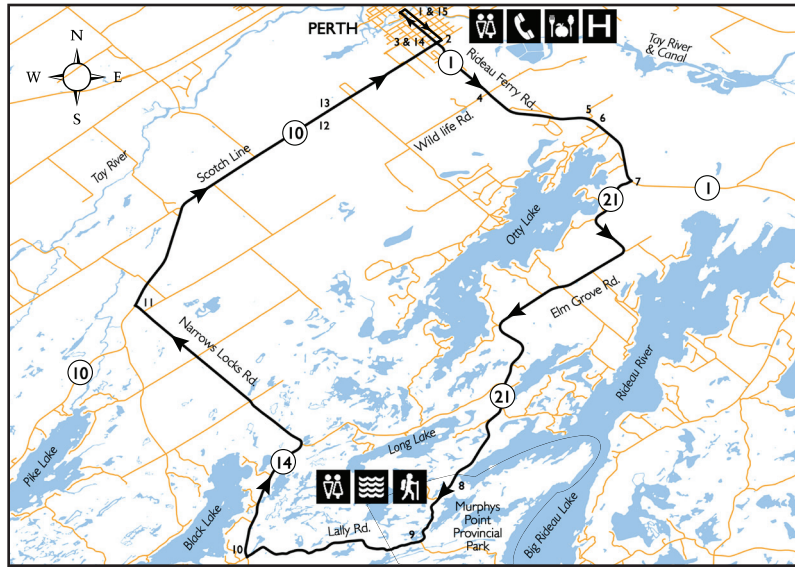 1 & 15
PERTH
3 & 14
2
H
N
W
E
S
1
4
Rideau Ferry Rd.
5
6
Tay River
& Canal
13
12
10
Wild life Rd.
Scotch Line
Tay River
7
1
21
Otty Lake
Elm Grove Rd.
11
Narrows Locks Rd.
10
Rideau River
21
Pike Lake
Long Lake
14
8
Black Lake
Murphys
Point
Provincial
Park
Big Rideau Lake
Lally Rd.
9
10